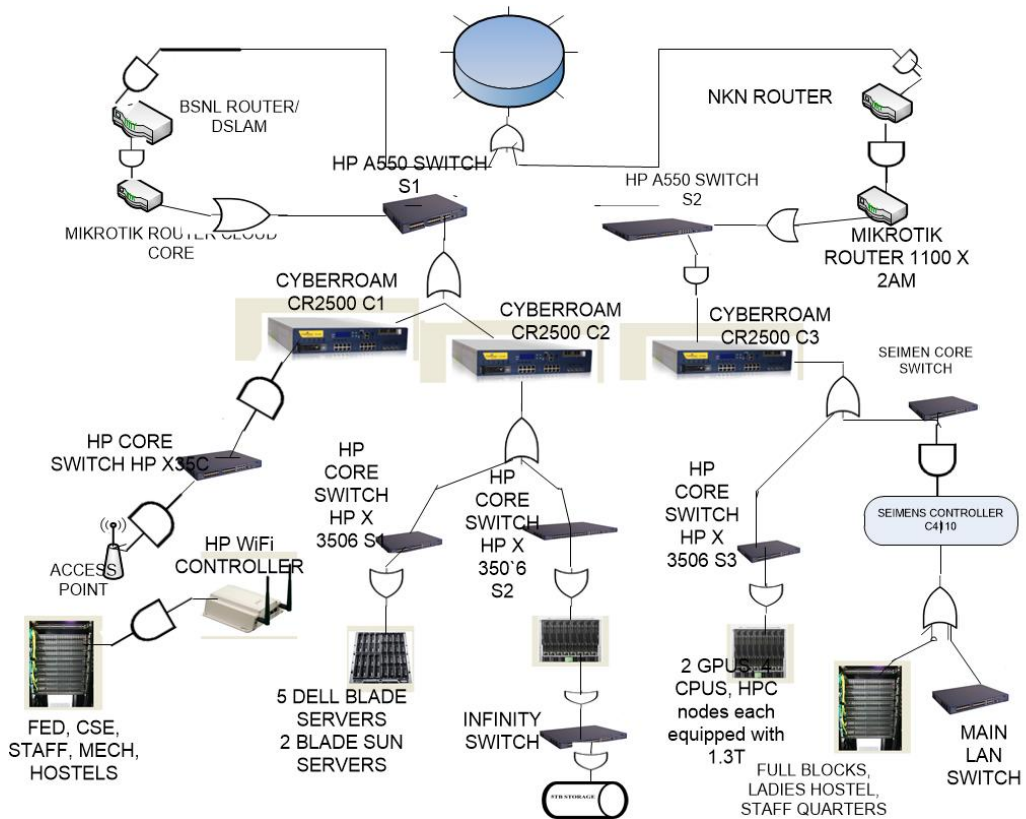 BSNL ROUTER/
DSLAM
NKN ROUTER
HP A550 SWITCH
S1
HP A550 SWITCH
S2
MIKROTIK ROUTER CLOUD
CORE
MIKROTIK
ROUTER 1100 X
2AM
CYBERROAM
CR2500 C1
CYBERROAM
CR2500 C2
CYBERROAM
CR2500 C3
SEIMEN CORE
SWITCH
HP CORE
SWITCH HP X35C
HP
CORE
SWITCH
HP X
3506 S1
HP
CORE
SWITCH
HP X
350`6
S2
HP
CORE
SWITCH
HP X
3506 S3
SEIMENS CONTROLLER
C4110
ACCESS
POINT
HP WiFi
CONTROLLER
FED, CSE,
STAFF, MECH,
HOSTELS
5 DELL BLADE
SERVERS
2 BLADE SUN
SERVERS
INFINITY
SWITCH
5TB STORAGE
2 GPUS, 4
CPUS, HPC
nodes each
equipped with
1.3T
FULL BLOCKS,
LADIES HOSTEL,
STAFF QUARTERS
MAIN
LAN
SWITCH